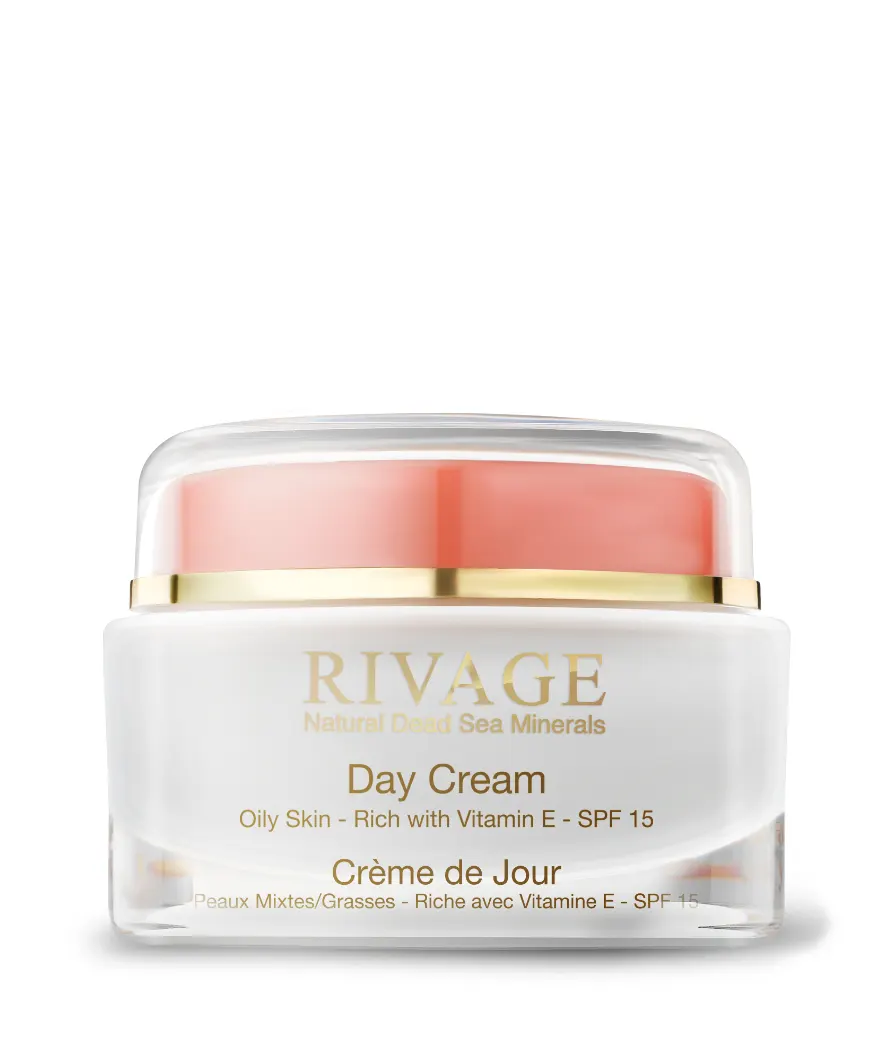 RIVAGE
Natural Dead Sea Minerals
Day Cream
Oily Skin - Rich with Vitamin E - SPF 15
Crème de Jour
Peaux Mixtes/Grasses - Riche avec Vitamine E - SPF 15